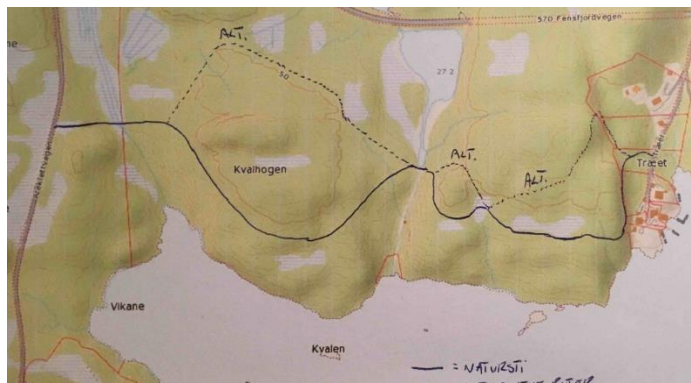 570 Fensfjordvegen
ALT.
50
27 2
ALT.
Kvalhogen
ALT.
Træet
Vikane
Kvalen
= NATURSTI